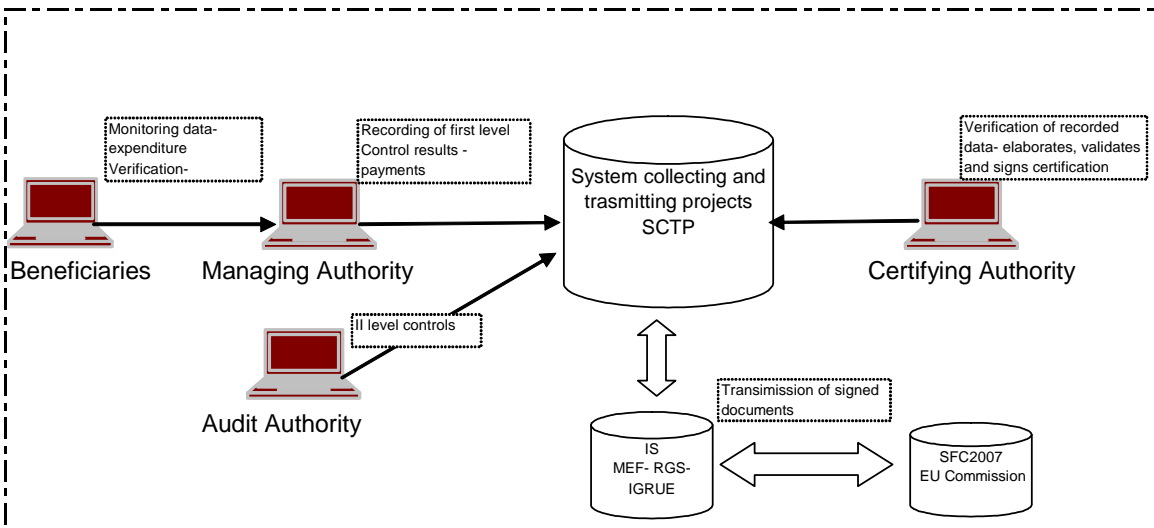 Monitoring data-
expenditure
Verification-
Recording of first level
Control results -
payments
Verification of recorded
data- elaborates, validates
and signs certification
System collecting and
trasmitting projects
SCTP
Beneficiaries
Managing Authority
Certifying Authority
II level controls
Audit Authority
Transimission of signed
documents
IS
MEF- RGS-
IGRUE
SFC2007
EU Commission